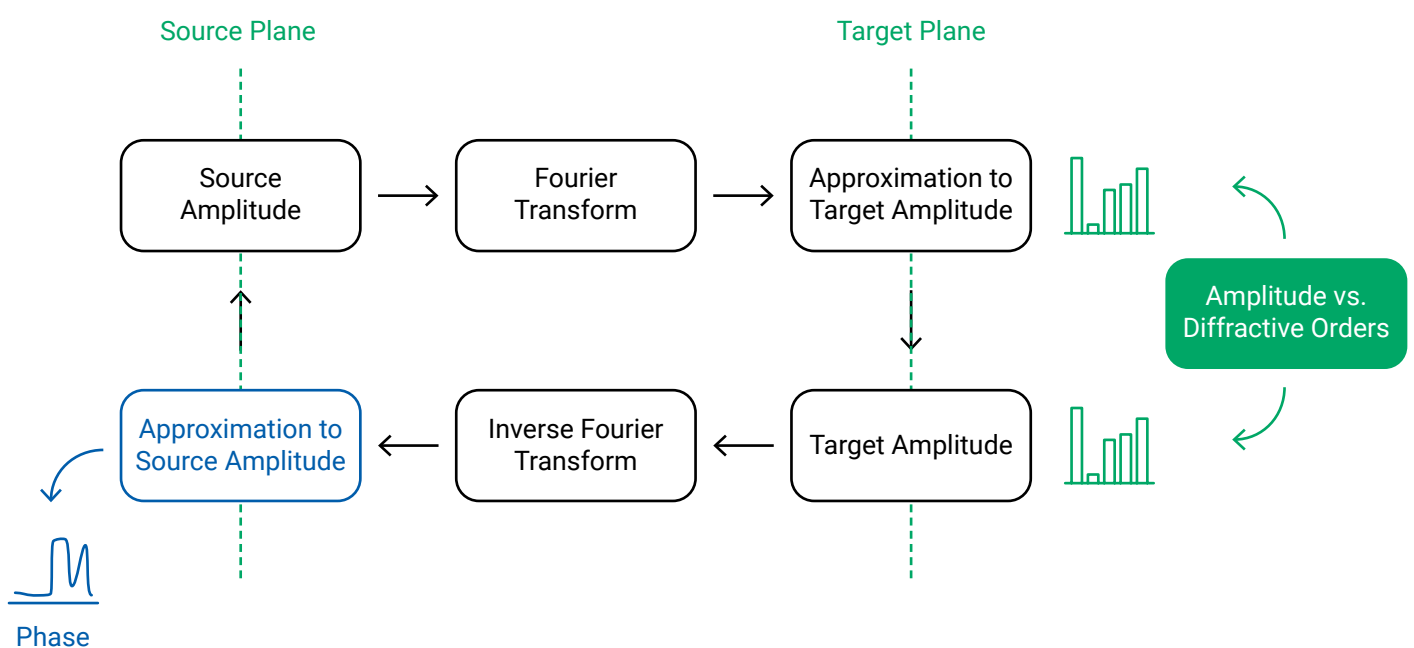 Source Plane
Target Plane
Source
Amplitude
Fourier
Transform
Approximation to
Target Amplitude
Amplitude vs.
Diffractive Orders
Approximation to
Source Amplitude
Inverse Fourier
Transform
Target Amplitude
Phase